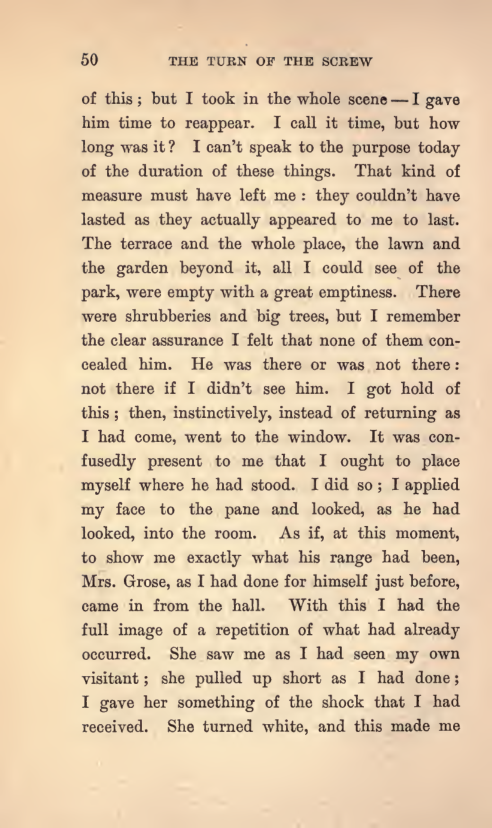 50 THE TURN OF THE SCREW
of this ; but I took in the whole scene — I gave
him time to reappear. I call it time, but how
long was it ? I can't speak to the purpose today
of the duration of these things. That kind of
measure must have left me : they couldn't have
lasted as they actually appeared to me to last.
The terrace and the whole place, the lawn and
the garden beyond it, all I could see of the
park, were empty with a great emptiness. There
were shrubberies and big trees, but I remember
the clear assurance I felt that none of them con-
cealed him. He was there or was not there :
not there if I didn't see him. I got hold of
this ; then, instinctively, instead of returning as
I had come, went to the window. It was con-
fusedly present to me that I ought to place
myself where he had stood. I did so ; I applied
my face to the pane and looked, as he had
looked, into the room. As if, at this moment,
to show me exactly what his range had been,
Mrs. Grose, as I had done for himself just before,
came in from the hall. With this I had the
full image of a repetition of what had already
occurred. She saw me as I had seen my own
visitant ; she pulled up short as I had done ;
I gave her something of the shock that I had
received. She turned white, and this made me